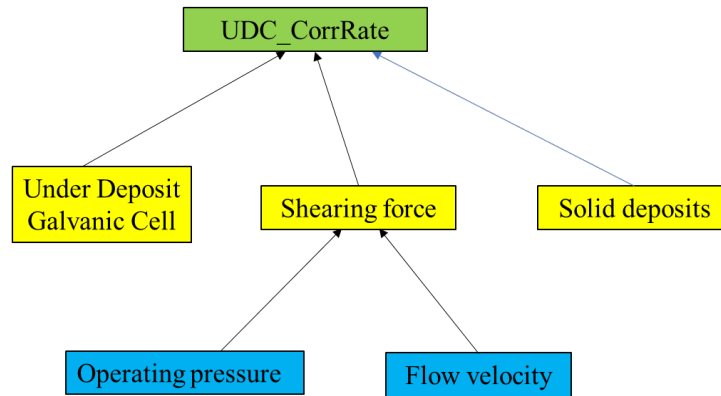 UDC_CorrRate
Under Deposit
Galvanic Cell
Shearing force
Solid deposits
Operating pressure
Flow velocity